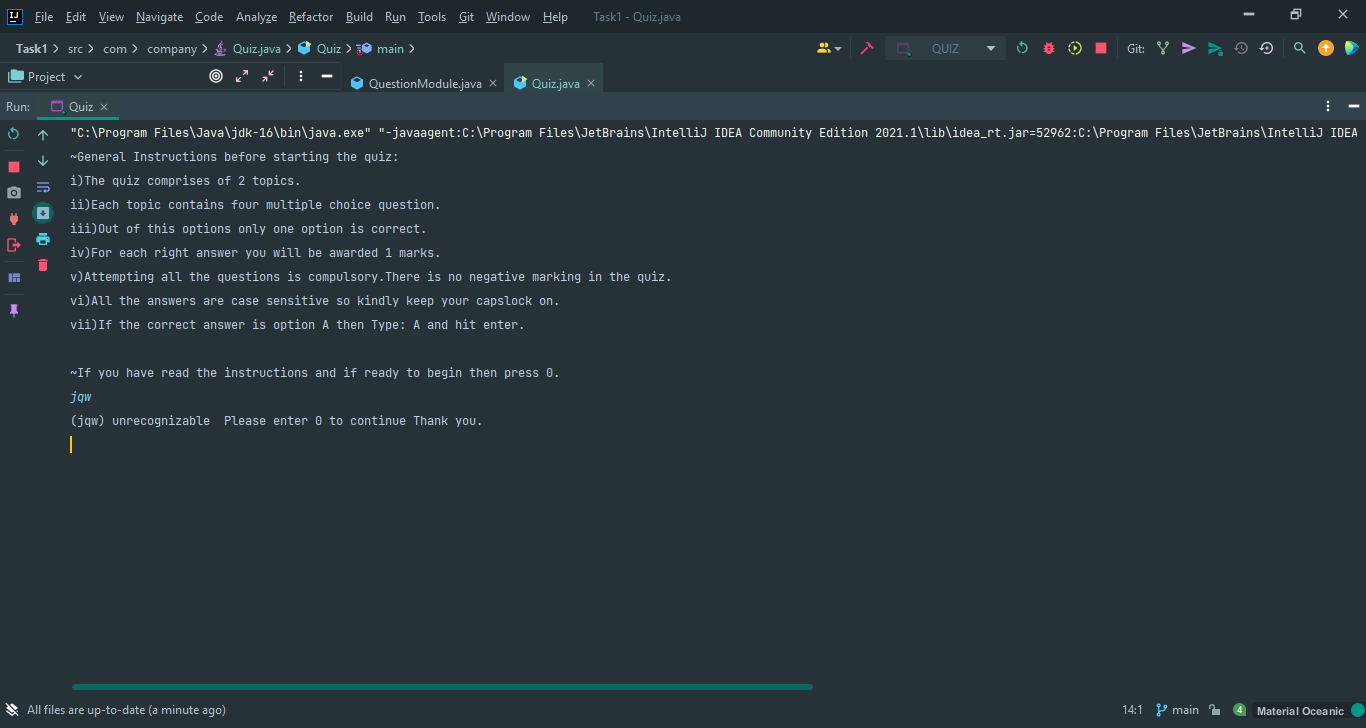 IJ File Edit View Navigate Code Analyze Refactor Build Run Tools Git Window Help Task1 - Quiz.java
Task1 src com company Quiz.java Quiz main QUIZ Git:
Project QuestionModule.java Quiz.java
Run: Quiz
"C:\Program Files\Java\jdk-16\bin\java.exe" "-javaagent:C:\Program Files\JetBrains\IntelliJ IDEA Community Edition 2021.1\lib\idea_rt.jar=52962:C:\Program Files\JetBrains\IntelliJ IDEA
~General Instructions before starting the quiz:
i)The quiz comprises of 2 topics.
ii)Each topic contains four multiple choice question.
iii)Out of this options only one option is correct.
iv)For each right answer you will be awarded 1 marks.
v)Attempting all the questions is compulsory.There is no negative marking in the quiz.
vi)All the answers are case sensitive so kindly keep your capslock on.
vii)If the correct answer is option A then Type: A and hit enter.
~If you have read the instructions and if ready to begin then press 0.
jqw
(jqw) unrecognizable  Please enter 0 to continue Thank you.
All files are up-to-date (a minute ago) 14:1 main 4 Material Oceanic